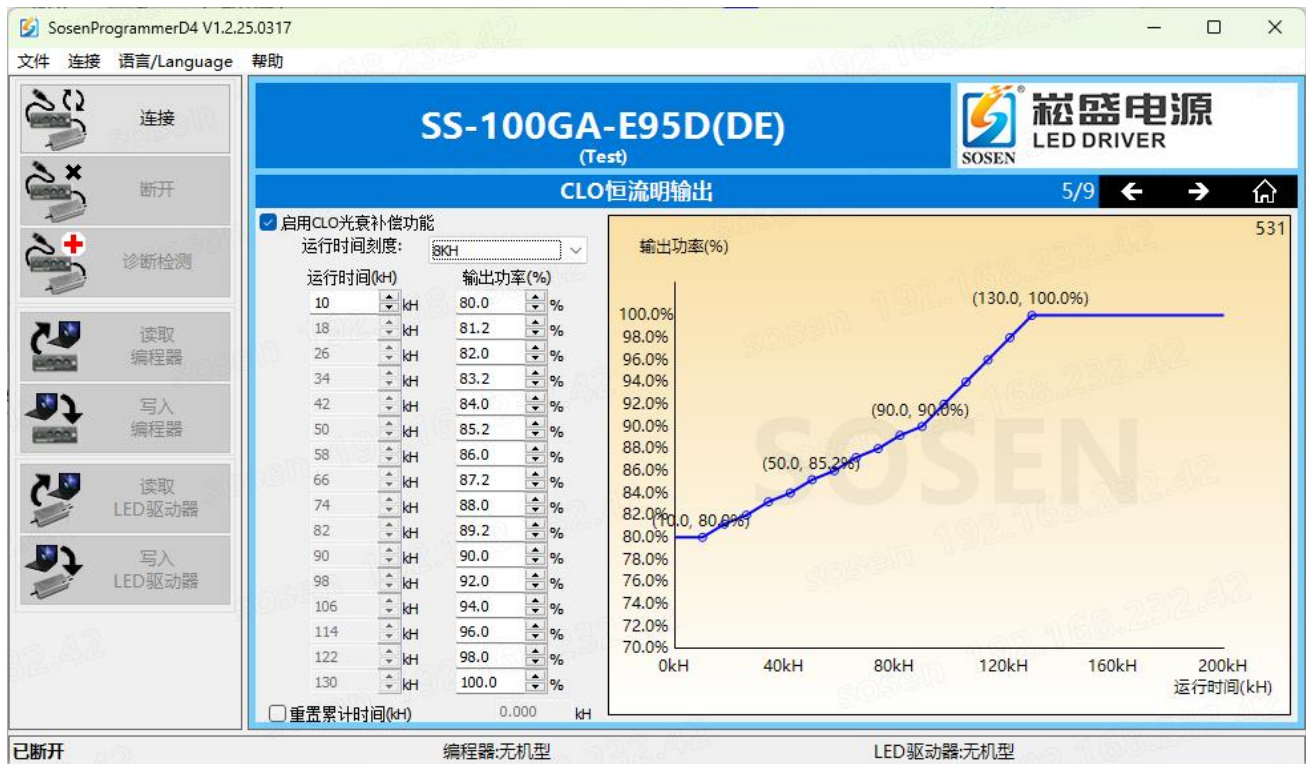 SosenProgrammerD4 V1.2.25.0317
文件 连接 语言/Language 帮助
连接
断开
诊断检测
读取
编程器
写入
编程器
读取
LED驱动器
写入
LED驱动器
SS-100GA-E95D(DE)
(Test)
SOSEN
崧盛电源
LED DRIVER
CLO恒流明输出
5/9
启用CLO光衰补偿功能
运行时间刻度: 8KH
运行时间(kH) 输出功率(%)
10 kH 80.0 %
18 kH 81.2 %
26 kH 82.0 %
34 kH 83.2 %
42 kH 84.0 %
50 kH 85.2 %
58 kH 86.0 %
66 kH 87.2 %
74 kH 88.0 %
82 kH 89.2 %
90 kH 90.0 %
98 kH 92.0 %
106 kH 94.0 %
114 kH 96.0 %
122 kH 98.0 %
130 kH 100.0 %
重置累计时间(kH) 0.000 kH
531
输出功率(%)
100.0%
98.0%
96.0%
94.0%
92.0%
90.0%
88.0%
86.0%
84.0%
82.0%
80.0%
78.0%
76.0%
74.0%
72.0%
70.0%
(130.0, 100.0%)
(90.0, 90.0%)
(50.0, 85.2%)
(10.0, 80.0%)
SOSEN
0kH 40kH 80kH 120kH 160kH 200kH
运行时间(kH)
已断开 编程器:无机型 LED驱动器:无机型
sosen 192.168.232.42